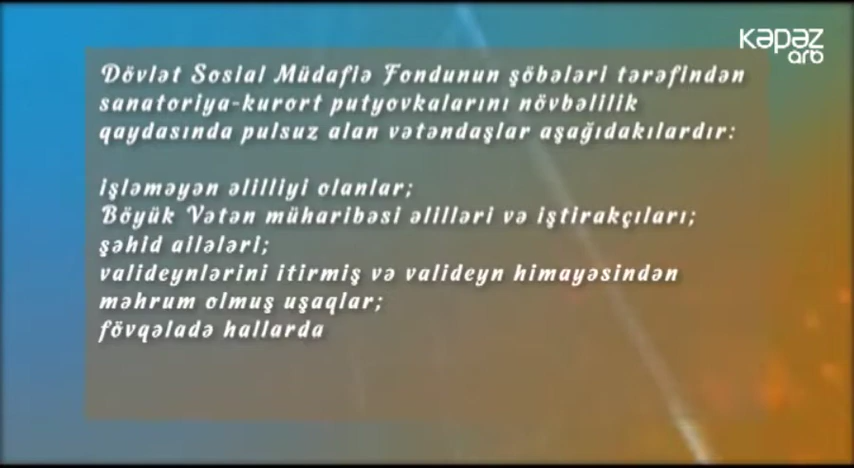 kəpəz
arb
Dövlət Sosial Müdafiə Fondunun şöbələri tərəfindən
sanatoriya-kurort putyovkalarını növbəlilik
qaydasında pulsuz alan vətəndaşlar aşağıdakılardır:
işləməyən əlilliyi olanlar;
Böyük Vətən müharibəsi əlilləri və iştirakçıları;
şəhid ailələri;
valideynlərini itirmiş və valideyn himayəsindən
məhrum olmuş uşaqlar;
fövqəladə hallarda